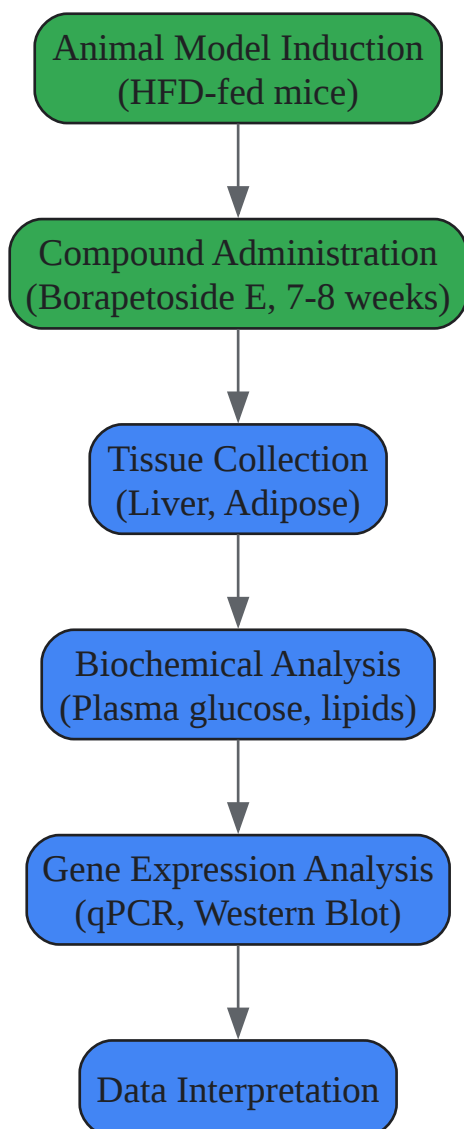 Animal Model Induction
(HFD-fed mice)
Compound Administration
(Borapetoside E, 7-8 weeks)
Tissue Collection
(Liver, Adipose)
Biochemical Analysis
(Plasma glucose, lipids)
Gene Expression Analysis
(qPCR, Western Blot)
Data Interpretation